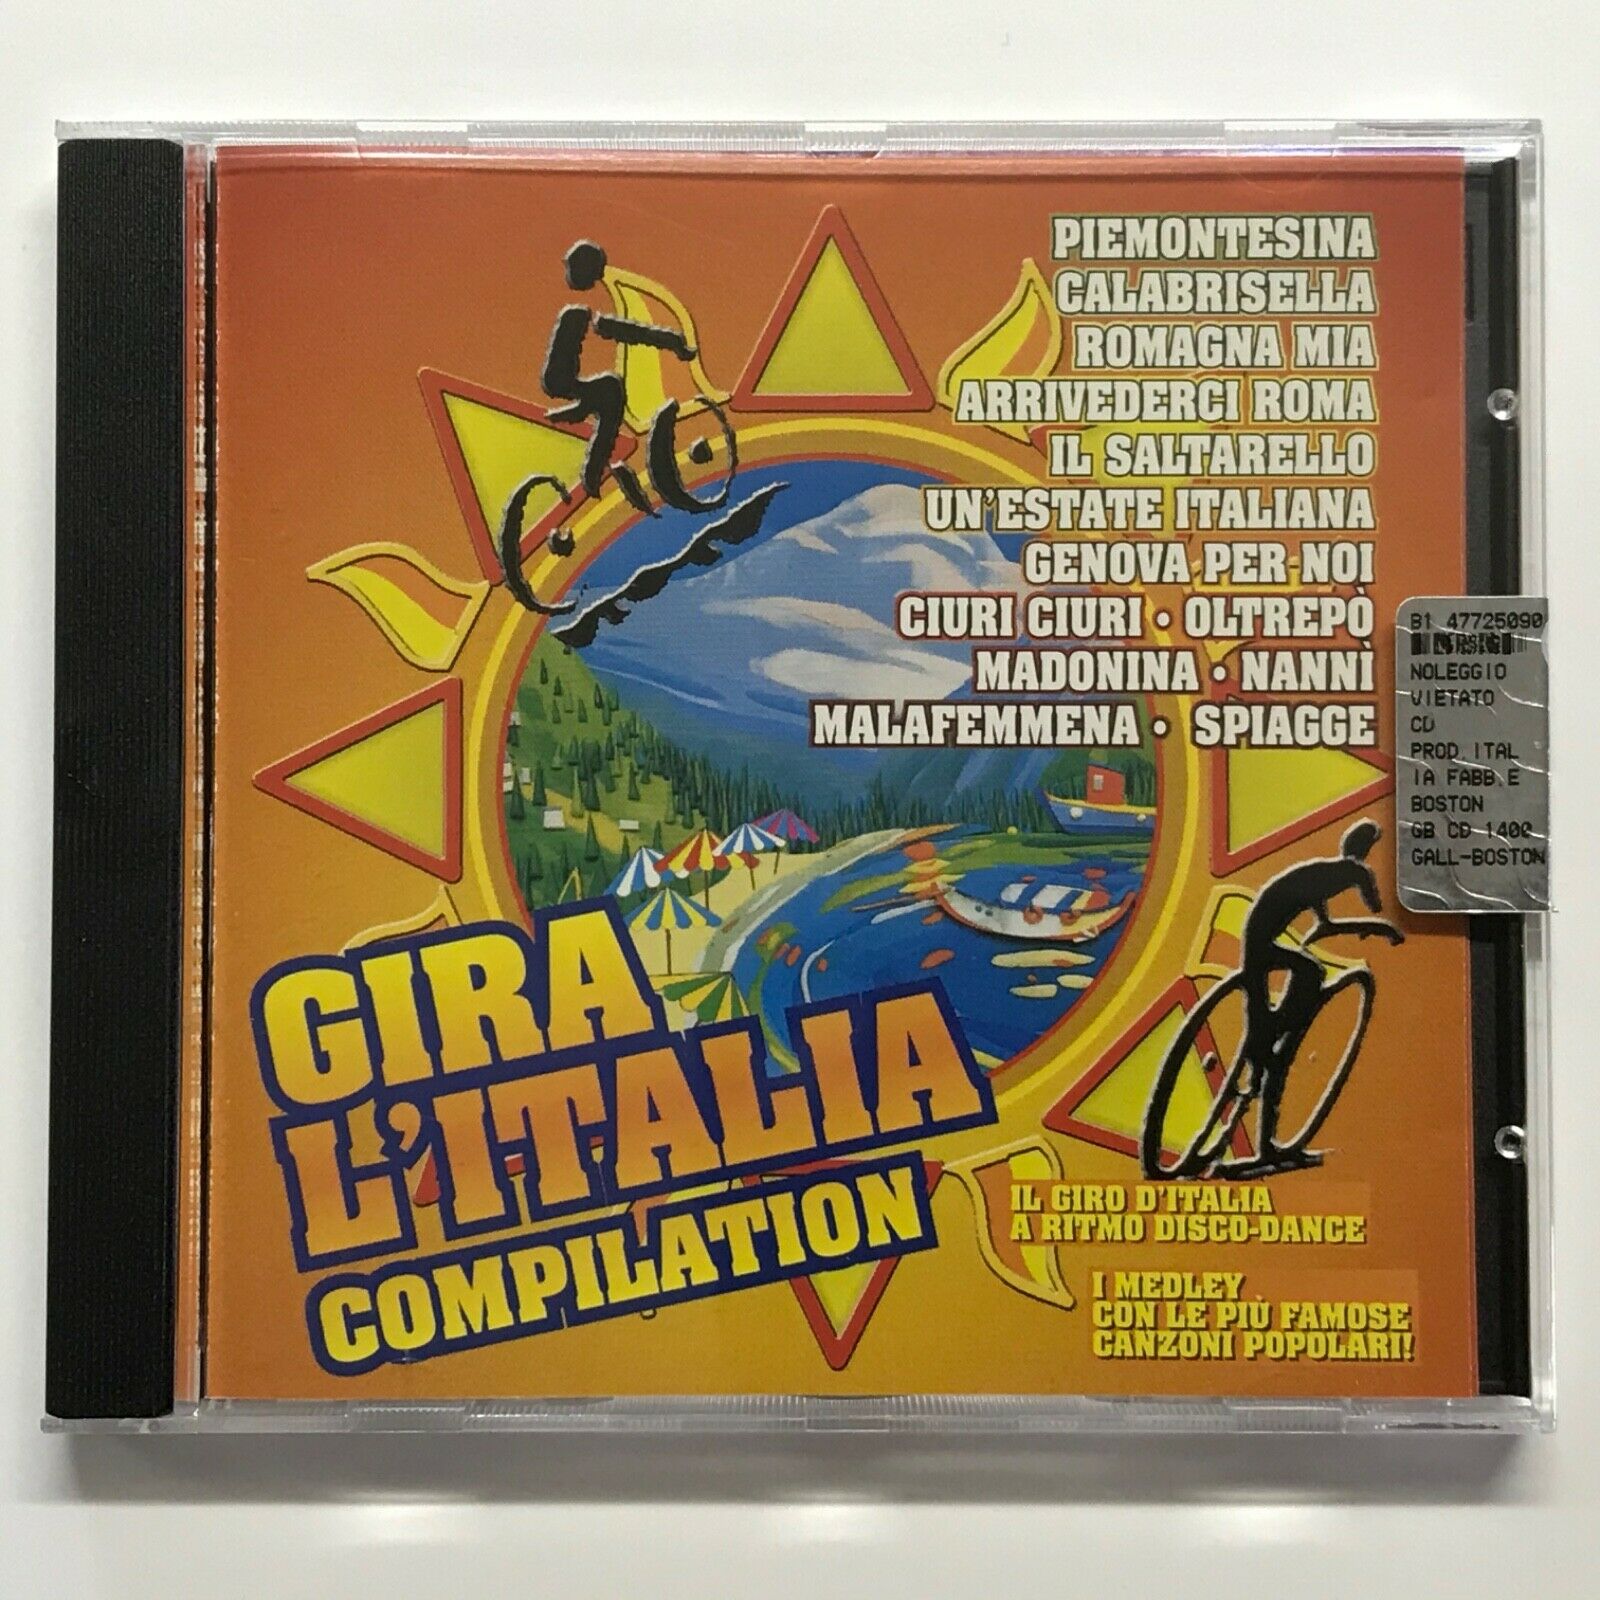 PIEMONTESINA
CALABRISELLA
ROMAGNA MIA
ARRIVEDERCI ROMA
IL SALTARELLO
UN'ESTATE ITALIANA
GENOVA PER NOI
CIURI CIURI • OLTREPÒ
MADONINA • NANNÌ
MALAFEMMENA • SPIAGGE
B1 47725090
NOLEGGIO
VIETATO
CD
PROD.ITAL
IA FABB.E
BOSTON
GB CD 1400
GALL-BOSTON
GIRA
L'ITALIA
COMPILATION
IL GIRO D'ITALIA
A RITMO DISCO-DANCE
I MEDLEY
CON LE PIÙ FAMOSE
CANZONI POPOLARI!